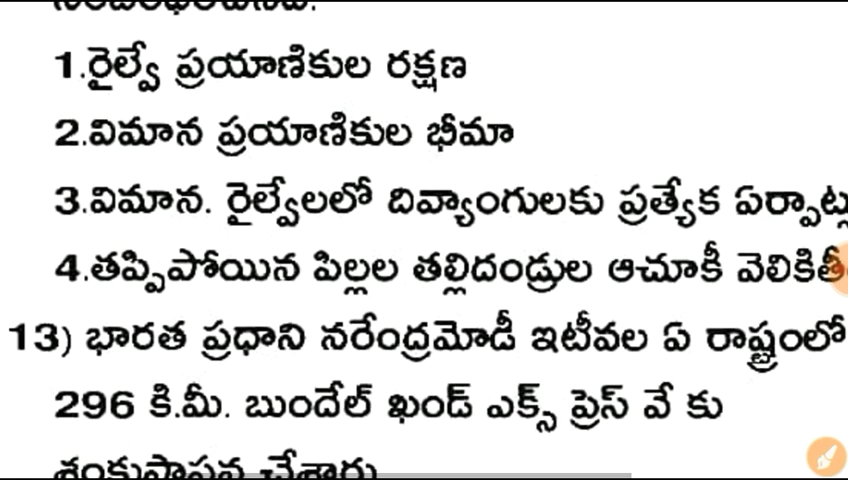 1.రైల్వే ప్రయాణికుల రక్షణ
2.విమాన ప్రయాణికుల భీమా
3.విమాన. రైల్వేలలో దివ్యాంగులకు ప్రత్యేక
4.తప్పిపోయిన పిల్లల తల్లిదండ్రుల ఆచూకీ
13) భారత ప్రధాని నరేంద్రమోడీ ఇటీవల ఏ రాష్ట్రంలో
296 కి.మీ. బుందేల్ ఖండ్ ఎక్స్ ప్రెస్ వే కు
శంకుస్థాపన చేశారు